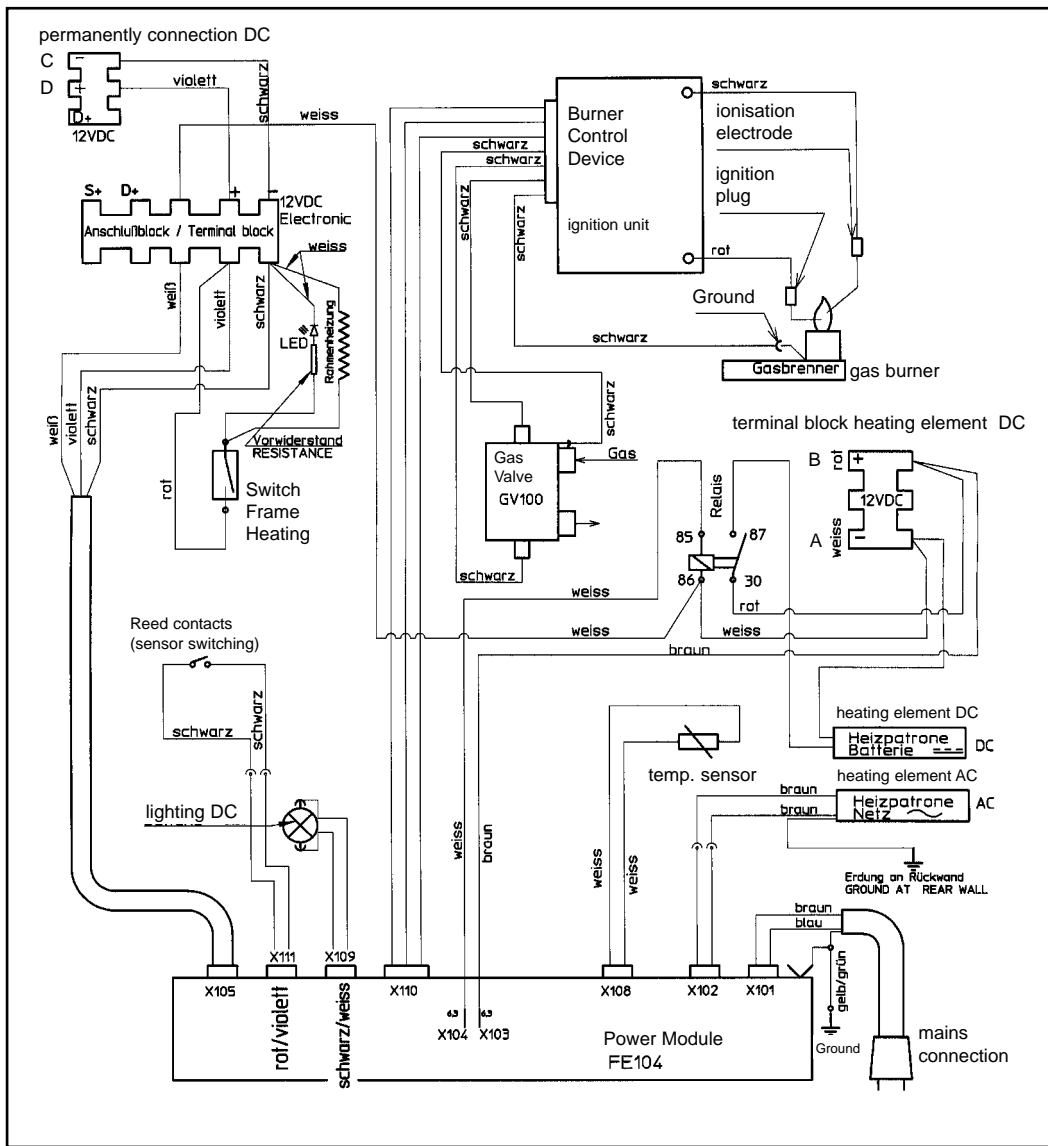 permanently connection DC
C
-
D
+
D+
12VDC
violett
schwarz
weiss
S+ D+ + -
12VDC
Electronic
Anschlußblock / Terminal block
weiss
weiß
violett
schwarz
LED
Rahmenheizung
weiß
violett
schwarz
Vorwiderstand
RESISTANCE
rot
Switch
Frame
Heating
Burner
Control
Device
ignition unit
schwarz
schwarz
schwarz
schwarz
schwarz
ionisation
electrode
ignition
plug
rot
Ground
schwarz
Gasbrenner
gas burner
schwarz
Gas
Valve
GV100
Gas
schwarz
terminal block heating element DC
B
rot
+
12VDC
A
weiss
-
Relais
85
87
86
30
rot
weiss
weiss
weiss
braun
Reed contacts
(sensor switching)
schwarz
schwarz
lighting DC
weiss
braun
temp. sensor
weiss
weiss
heating element DC
Heizpatrone
Batterie
DC
heating element AC
braun
braun
Heizpatrone
Netz
AC
Erdung an Rückwand
GROUND AT REAR WALL
braun
blau
gelb/grün
Ground
mains
connection
X105
X111
rot/violett
X109
schwarz/weiss
X110
6,3
X104
6,3
X103
X108
X102
X101
Power Module
FE104